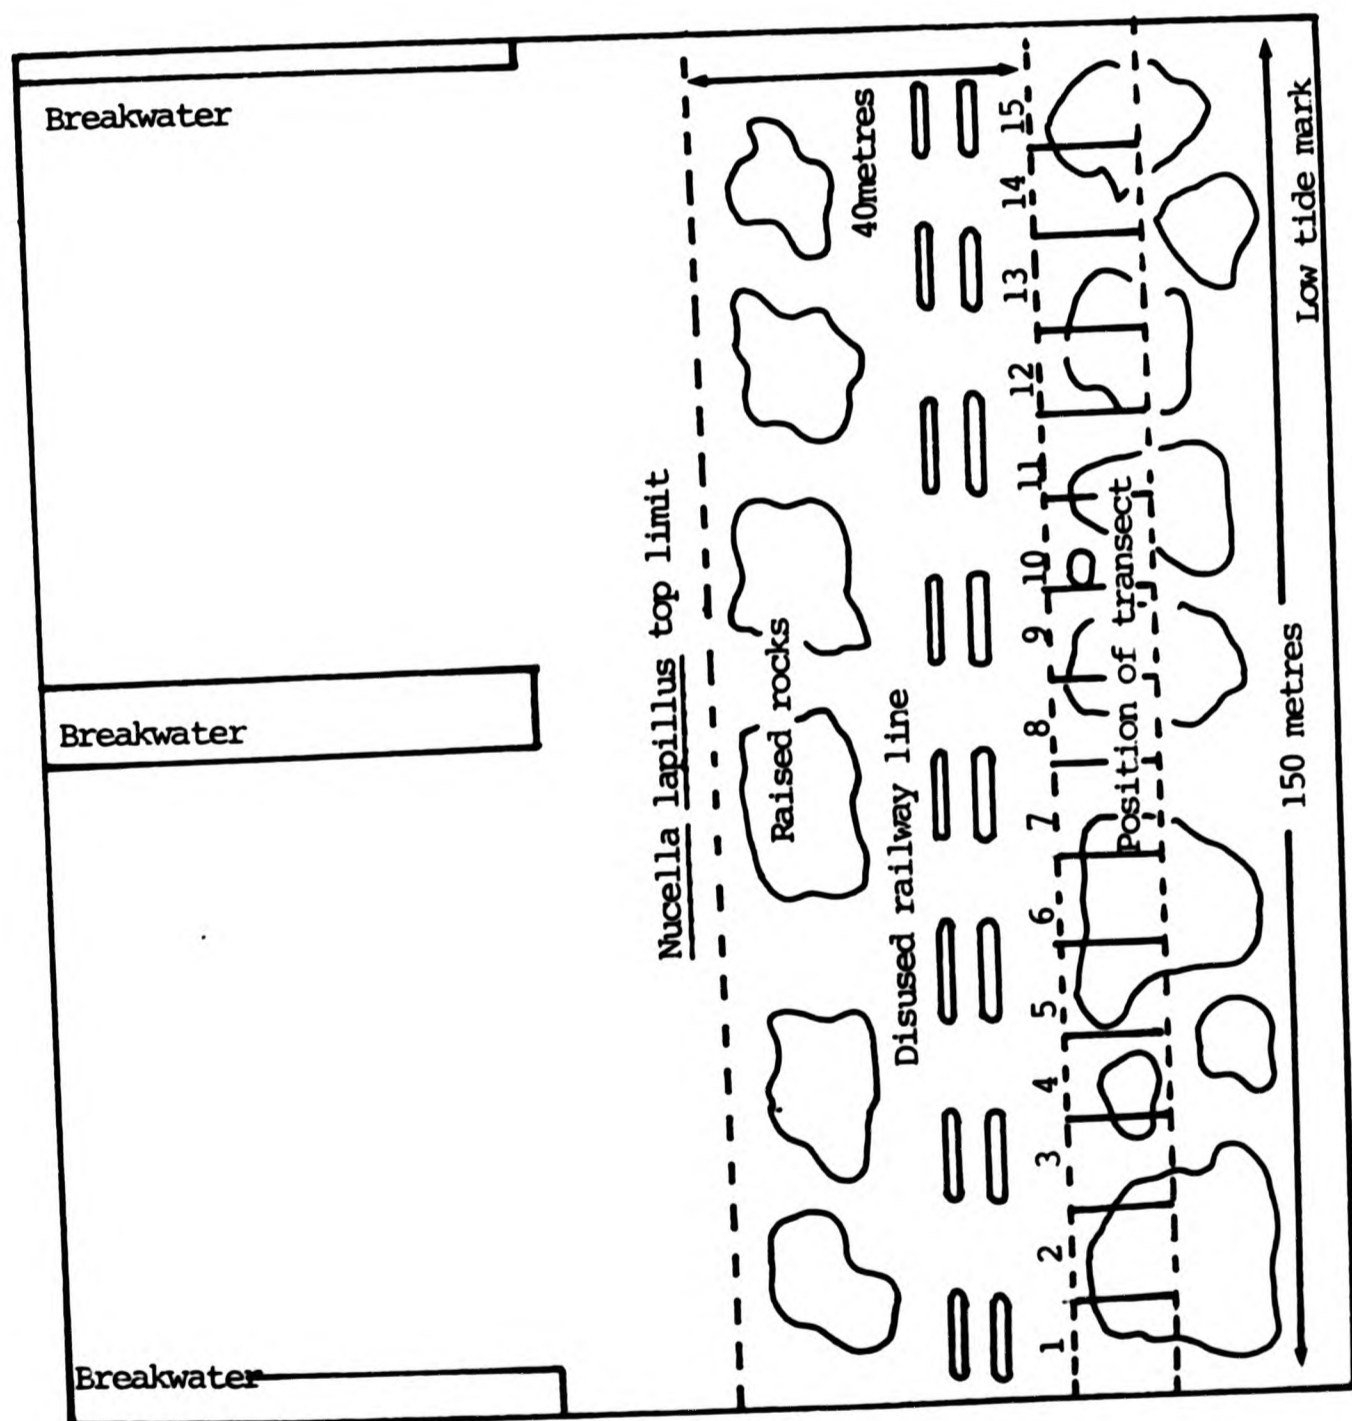 Breakwater
Breakwater
Breakwater
Nucella lapillus top limit
Raised rocks
40metres
Disused railway line
1 2 3 4 5 6 7 8 9 10 11 12 13 14 15
Position of transect
150 metres
Low tide mark